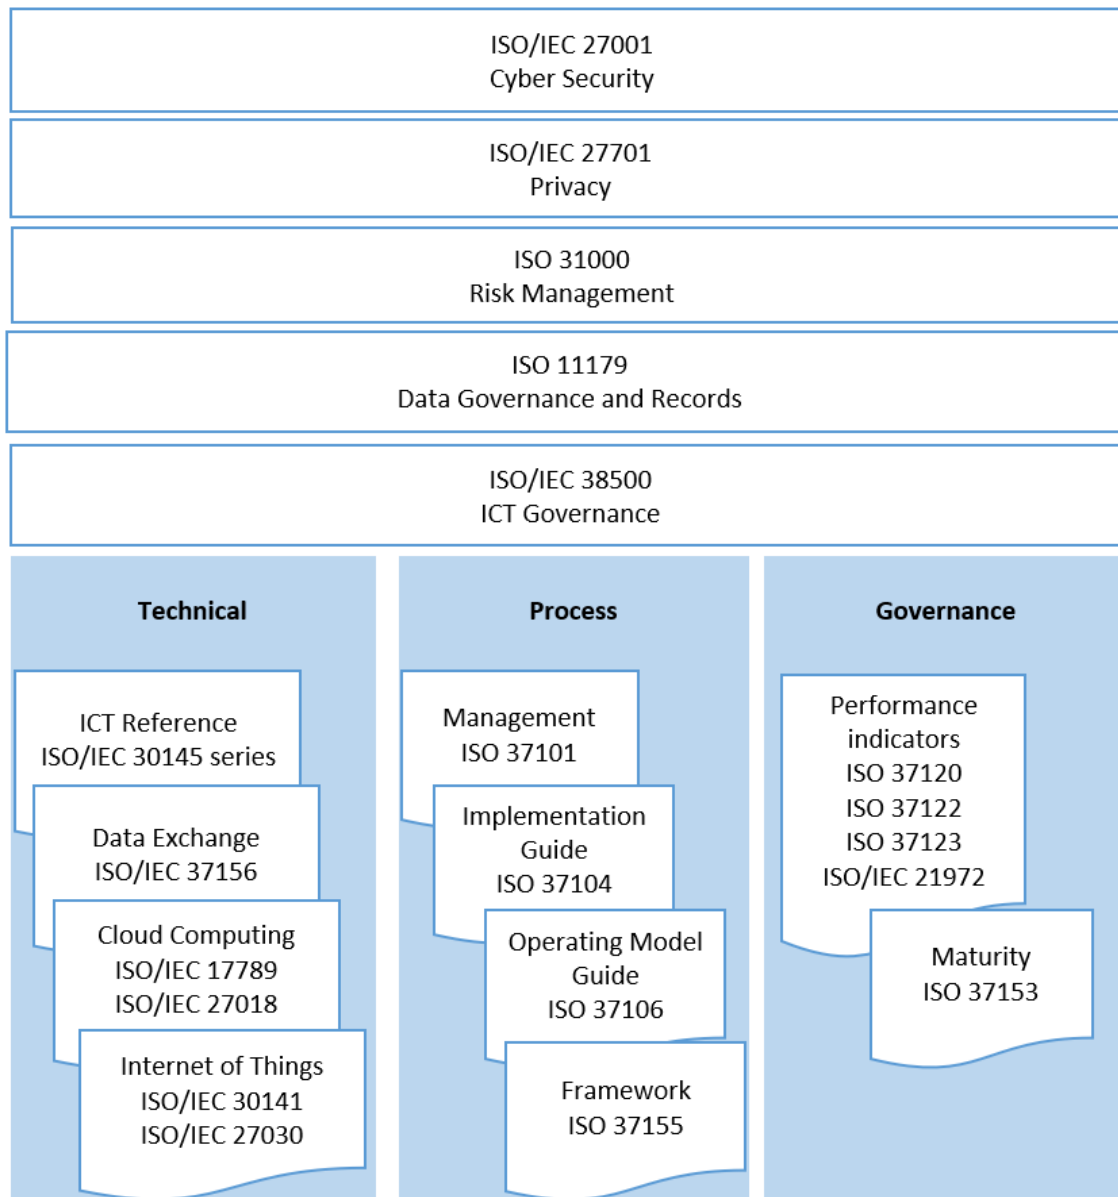 ISO/IEC 27001
Cyber Security
ISO/IEC 27701
Privacy
ISO 31000
Risk Management
ISO 11179
Data Governance and Records
ISO/IEC 38500
ICT Governance
Technical
ICT Reference
ISO/IEC 30145 series
Data Exchange
ISO/IEC 37156
Cloud Computing
ISO/IEC 17789
ISO/IEC 27018
Internet of Things
ISO/IEC 30141
ISO/IEC 27030
Process
Management
ISO 37101
Implementation
Guide
ISO 37104
Operating Model
Guide
ISO 37106
Framework
ISO 37155
Governance
Performance
indicators
ISO 37120
ISO 37122
ISO 37123
ISO/IEC 21972
Maturity
ISO 37153